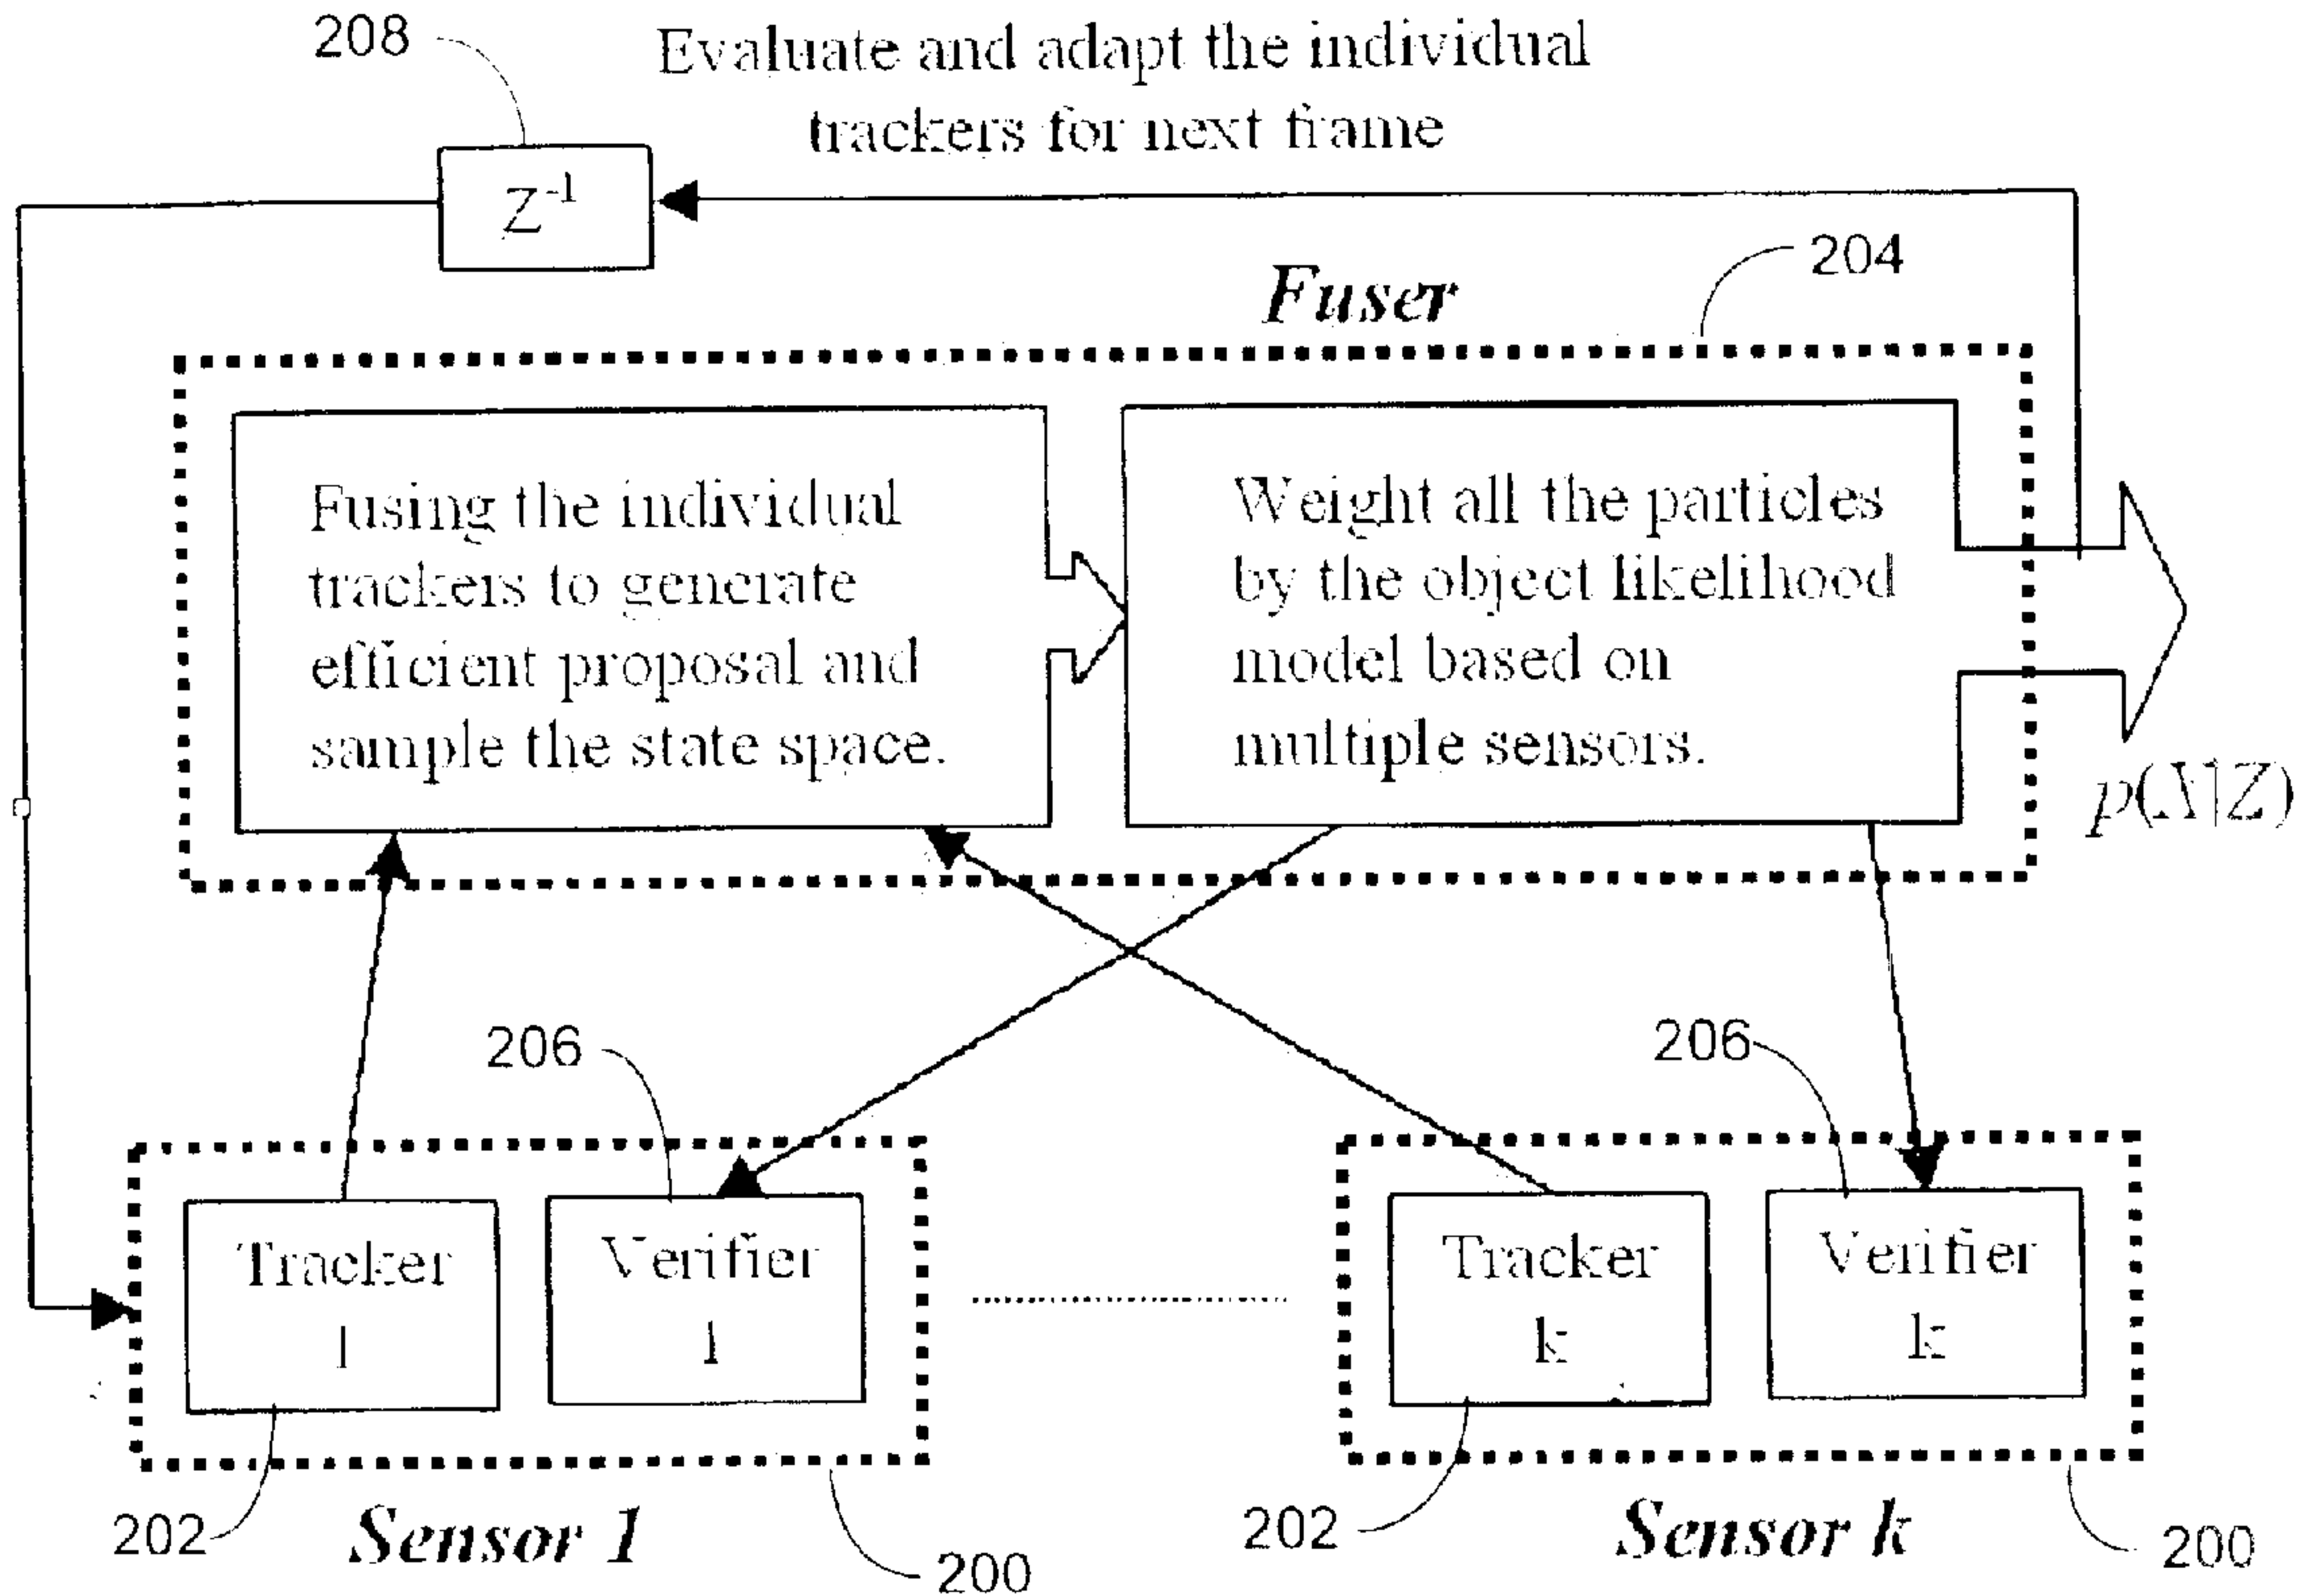 208
Evaluate and adapt the individual
trackers for next frame
Z⁻¹
204
Fuser
Fusing the individual
trackers to generate
efficient proposal and
sample the state space.
Weight all the particles
by the object likelihood
model based on
multiple sensors.
p(X|Z)
206
206
Tracker
1
Verifier
1
Tracker
k
Verifier
k
202
Sensor 1
200
202
Sensor k
200